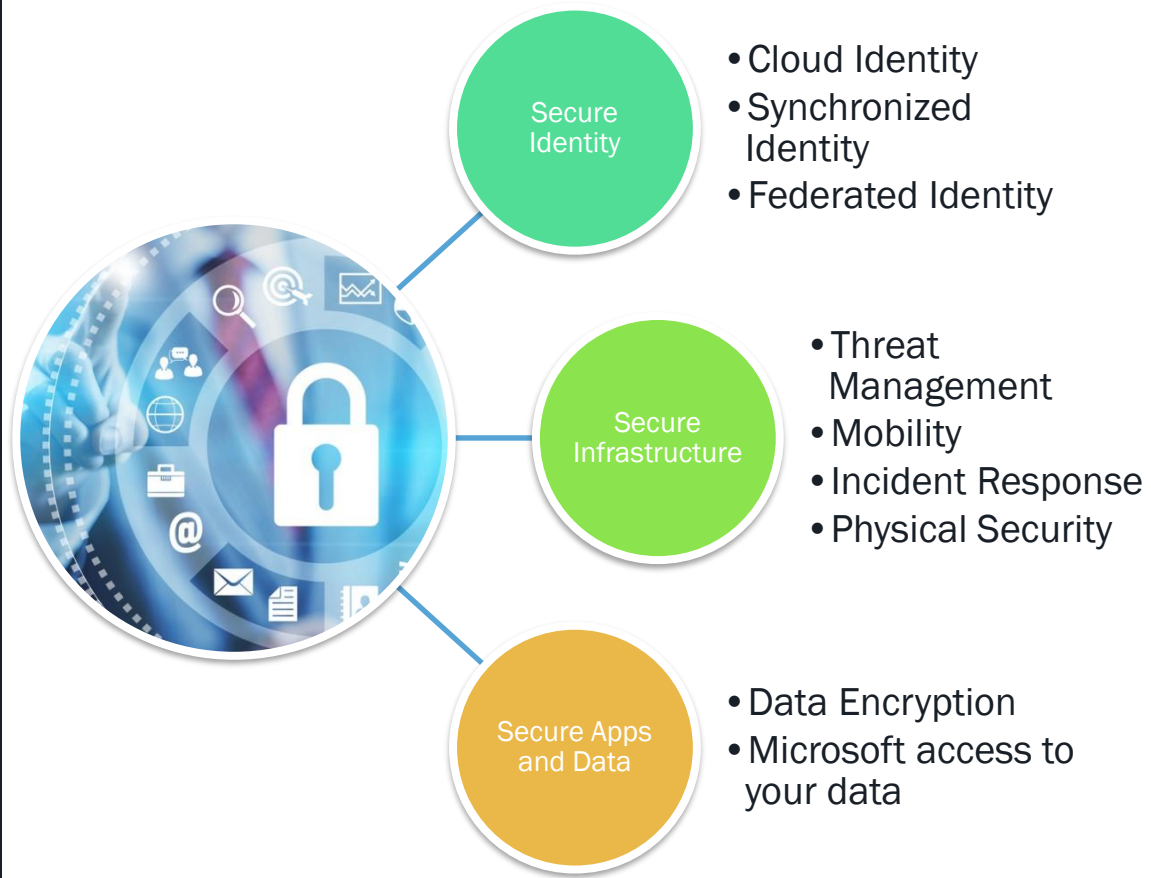 Secure
Identity
•Cloud Identity
•Synchronized
Identity
•Federated Identity
Secure
Infrastructure
•Threat
Management
•Mobility
•Incident Response
•Physical Security
@
Secure Apps
and Data
•Data Encryption
•Microsoft access to
your data